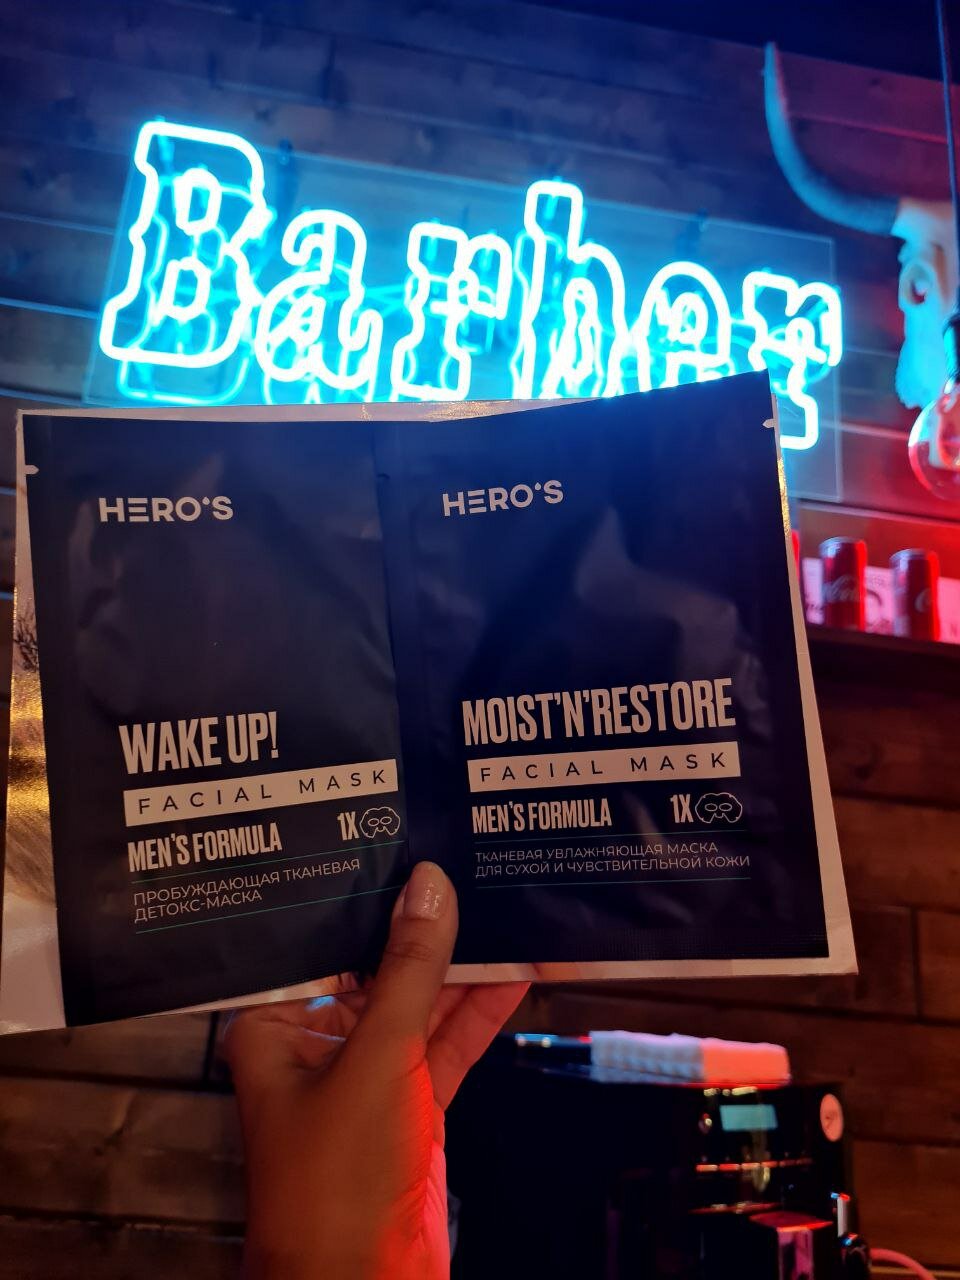 Barber
HERO'S
WAKE UP!
FACIAL MASK
MEN'S FORMULA 1X
ПРОБУЖДАЮЩАЯ ТКАНЕВАЯ
ДЕТОКС-МАСКА
HERO'S
MOIST'N'RESTORE
FACIAL MASK
MEN'S FORMULA 1X
ТКАНЕВАЯ УВЛАЖНЯЮЩАЯ МАСКА
ДЛЯ СУХОЙ И ЧУВСТВИТЕЛЬНОЙ КОЖИ